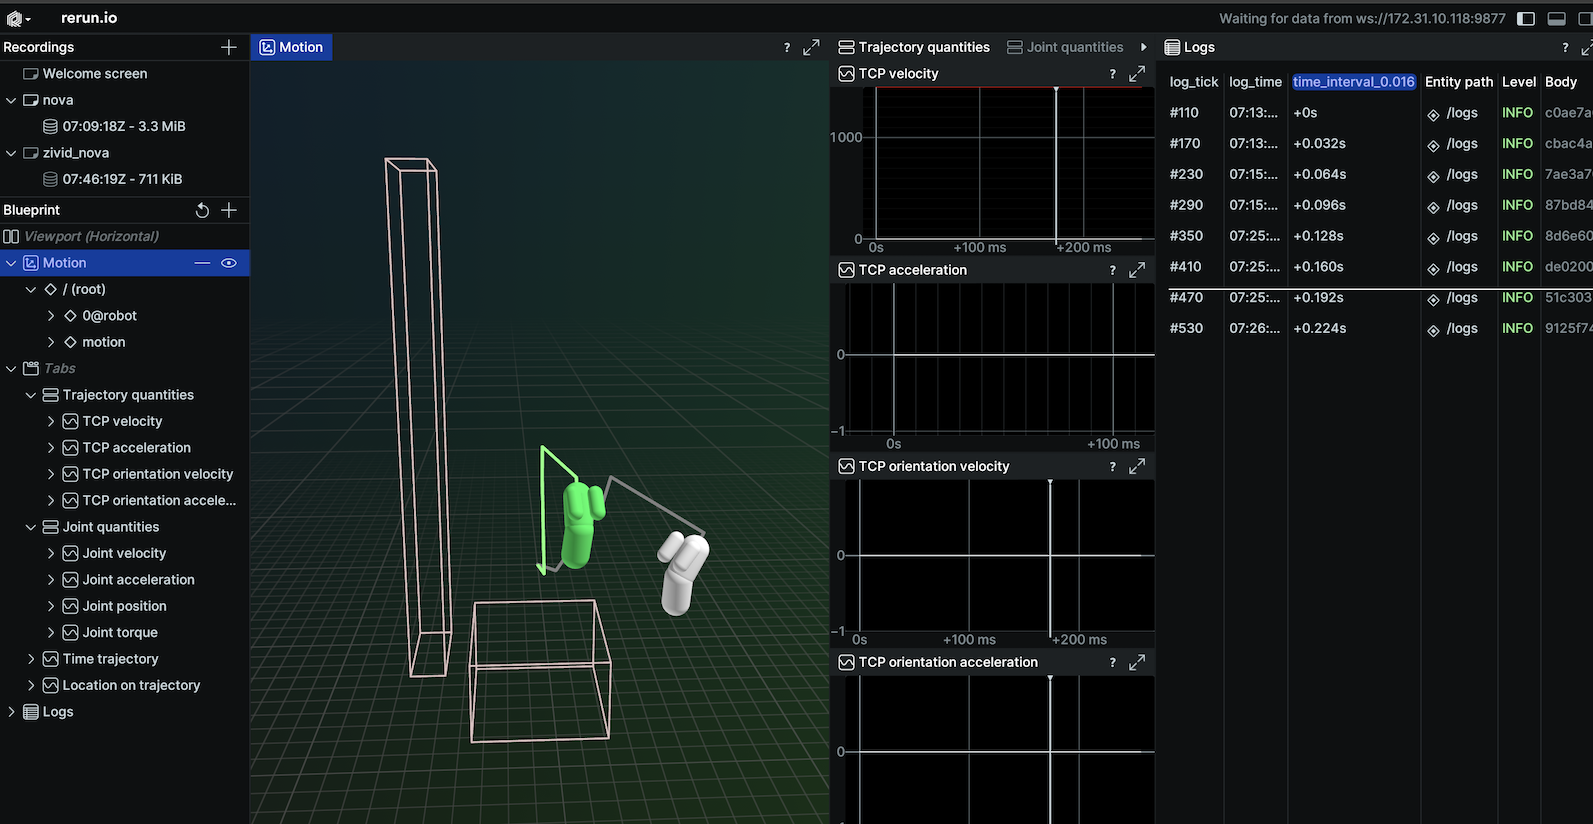 rerun.io
Waiting for data from ws://172.31.10.118:9877
Recordings
Welcome screen
nova
07:09:18Z - 3.3 MiB
zivid_nova
07:46:19Z - 711 KiB
Blueprint
Viewport (Horizontal)
Motion
/ (root)
0@robot
motion
Tabs
Trajectory quantities
TCP velocity
TCP acceleration
TCP orientation velocity
TCP orientation accele...
Joint quantities
Joint velocity
Joint acceleration
Joint position
Joint torque
Time trajectory
Location on trajectory
Logs
Motion ?
Trajectory quantities Joint quantities
TCP velocity ?
1000
0
0s +100 ms +200 ms
TCP acceleration ?
0
-1
0s +100 ms
TCP orientation velocity ?
0
-1
0s +100 ms +200 ms
TCP orientation acceleration ?
0
Logs ?
log_tick log_time time_interval_0.016 Entity path Level Body
#110 07:13:... +0s /logs INFO c0ae7a
#170 07:13:... +0.032s /logs INFO cbac4a
#230 07:15:... +0.064s /logs INFO 7ae3a7
#290 07:15:... +0.096s /logs INFO 87bd84
#350 07:25:... +0.128s /logs INFO 8d6e60
#410 07:25:... +0.160s /logs INFO de0200
#470 07:25:... +0.192s /logs INFO 51c303
#530 07:26:... +0.224s /logs INFO 9125f74